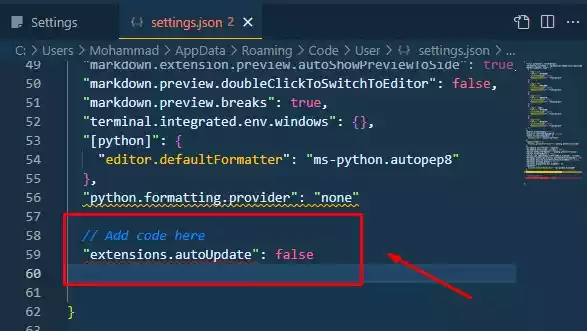 Settings
settings.json 2
C: > Users > Mohammad > AppData > Roaming > Code > User > settings.json > ...
49 "markdown.extension.preview.autoShowPreviewToSide": true
50 "markdown.preview.doubleClickToSwitchToEditor": false,
51 "markdown.preview.breaks": true,
52 "terminal.integrated.env.windows": {},
53 "[python]": {
54 "editor.defaultFormatter": "ms-python.autopep8"
55 },
56 "python.formatting.provider": "none"
57
58 // Add code here
59 "extensions.autoUpdate": false
60
61
62 }